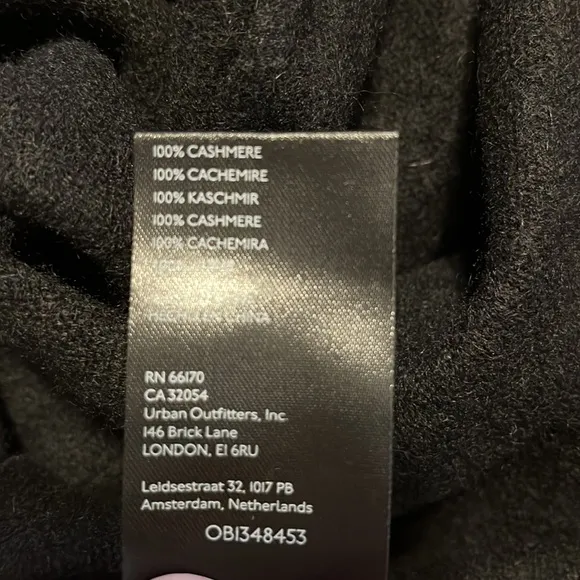 100% CASHMERE
100% CACHEMIRE
100% KASCHMIR
100% CASHMERE
100% CACHEMIRA
CHINA
RN 66170
CA 32054
Urban Outfitters, Inc
146 Brick Lane
LONDON, E1 6RU
Leidsestraat 32, 1017 PB
Amsterdam, Netherlands
OB1348453